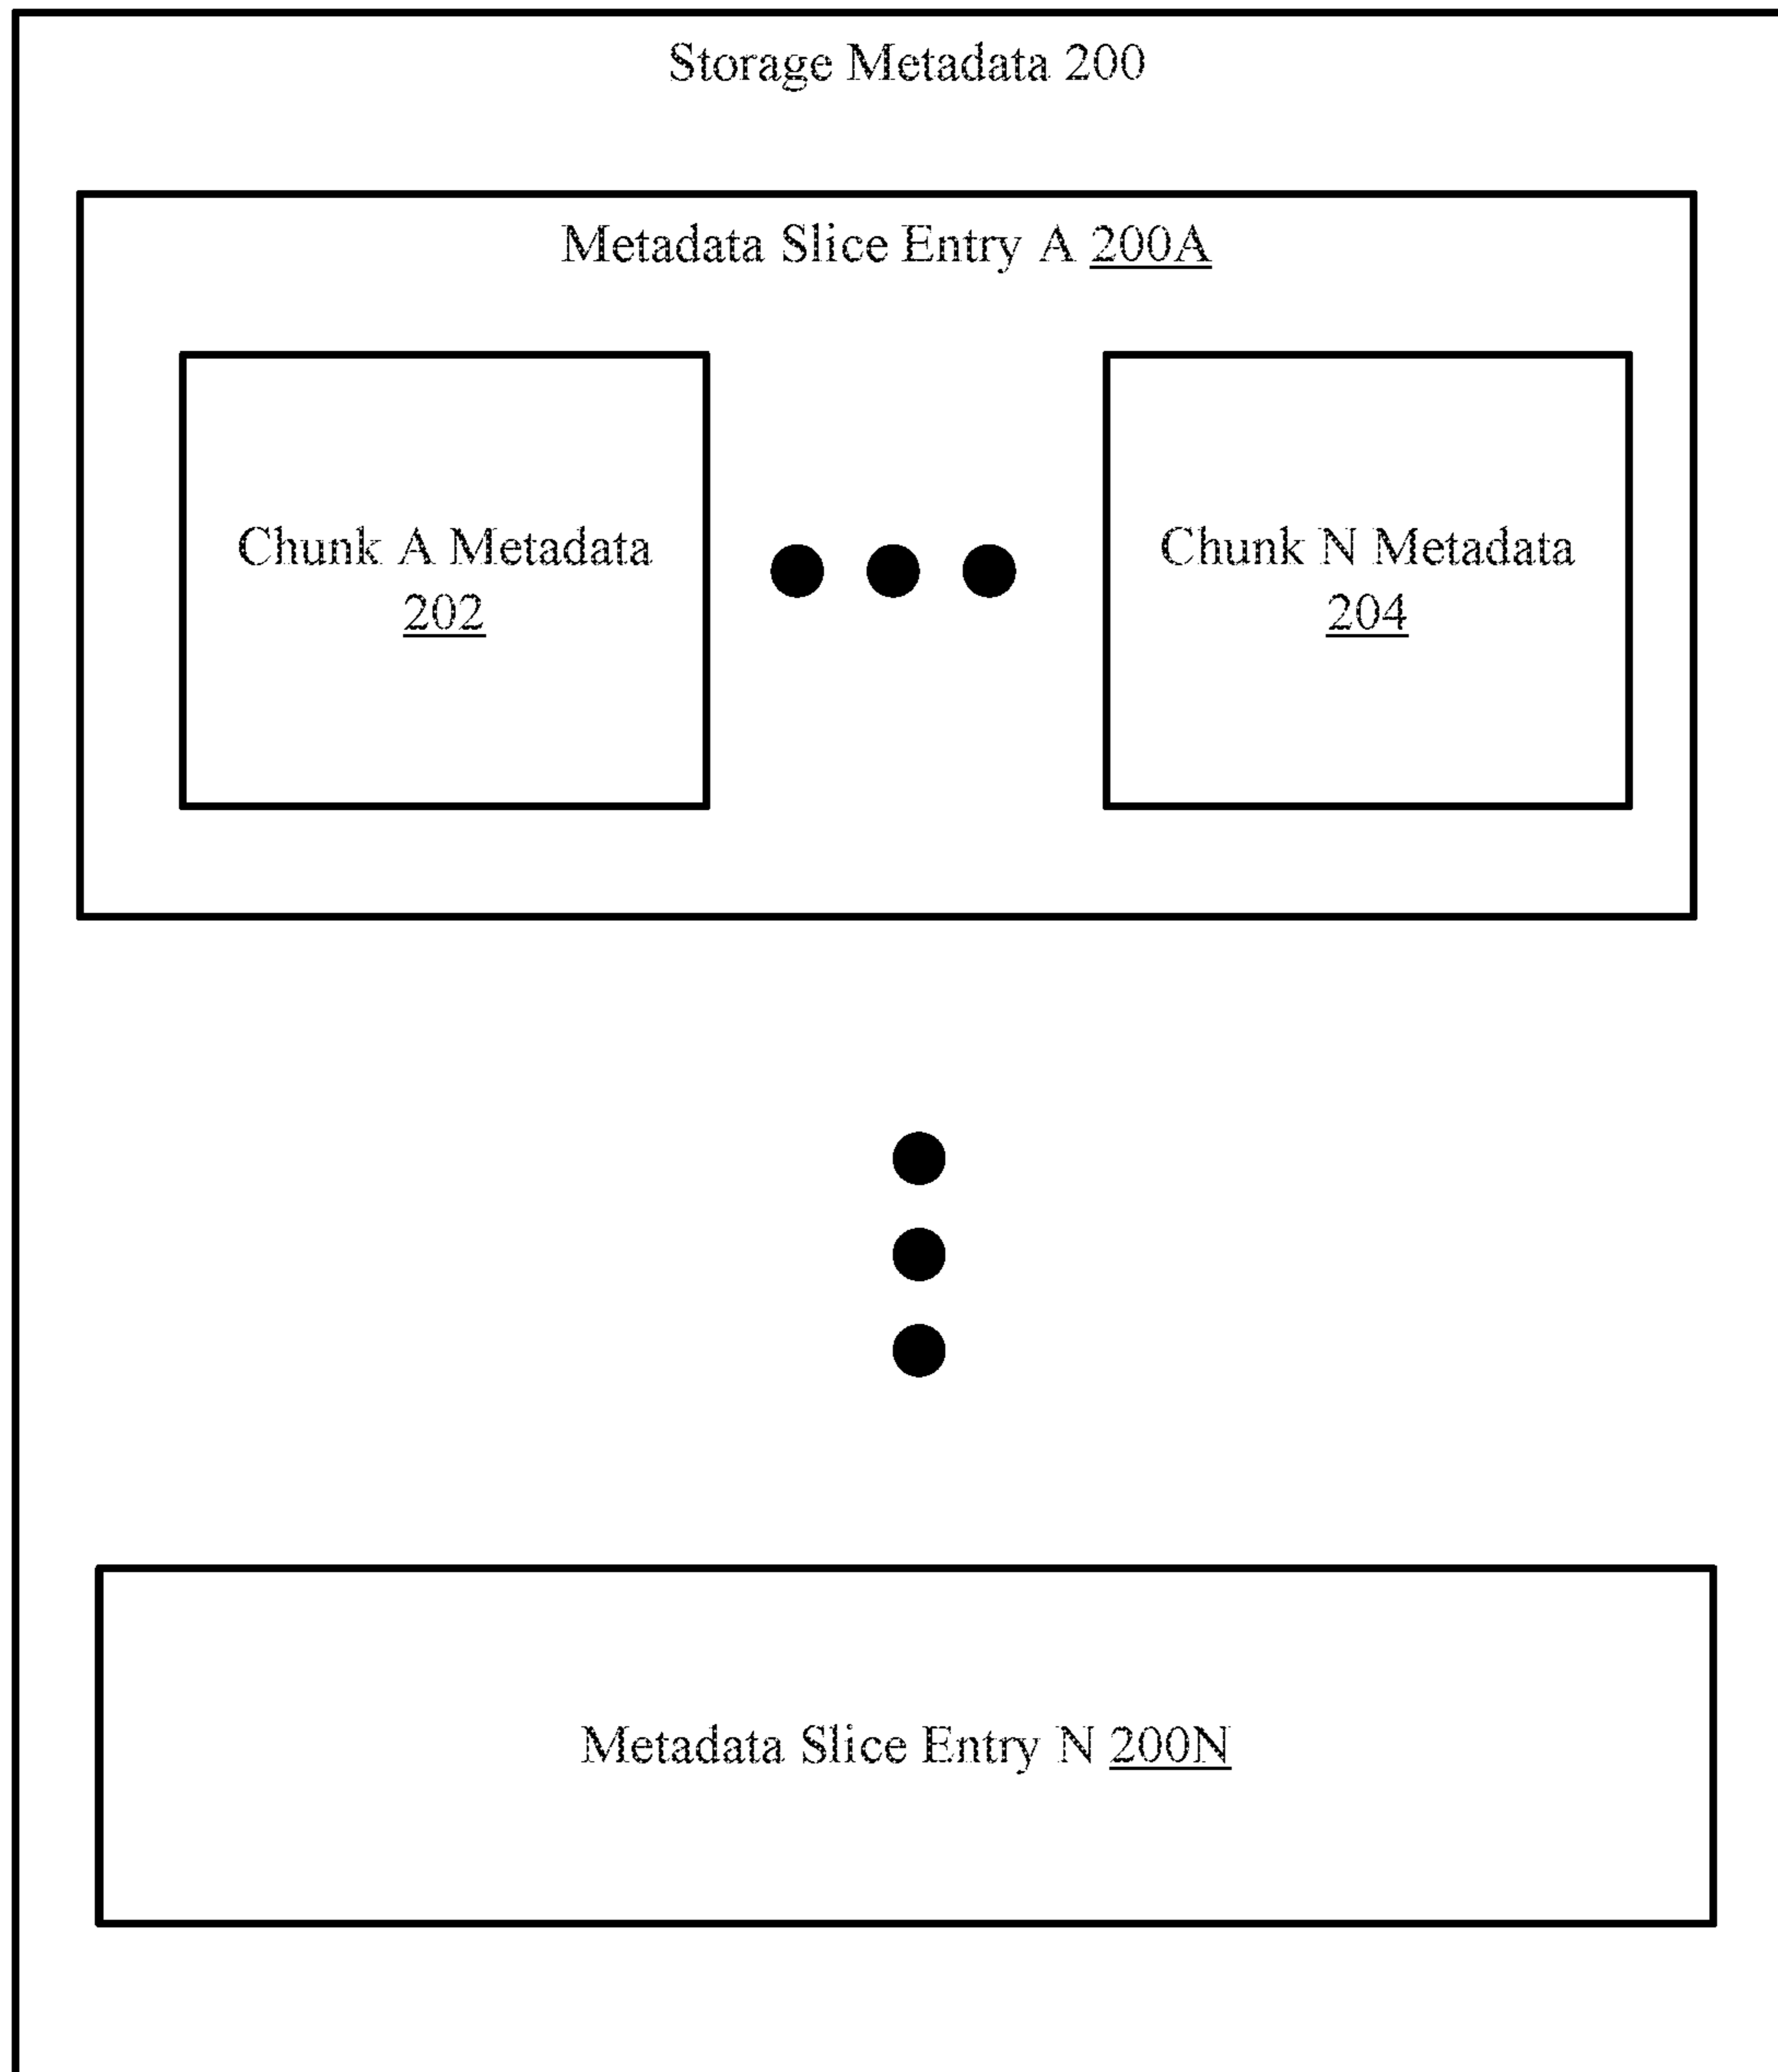 Storage Metadata 200
Metadata Slice Entry A 200A
Chunk A Metadata
202
Chunk N Metadata
204
Metadata Slice Entry N 200N